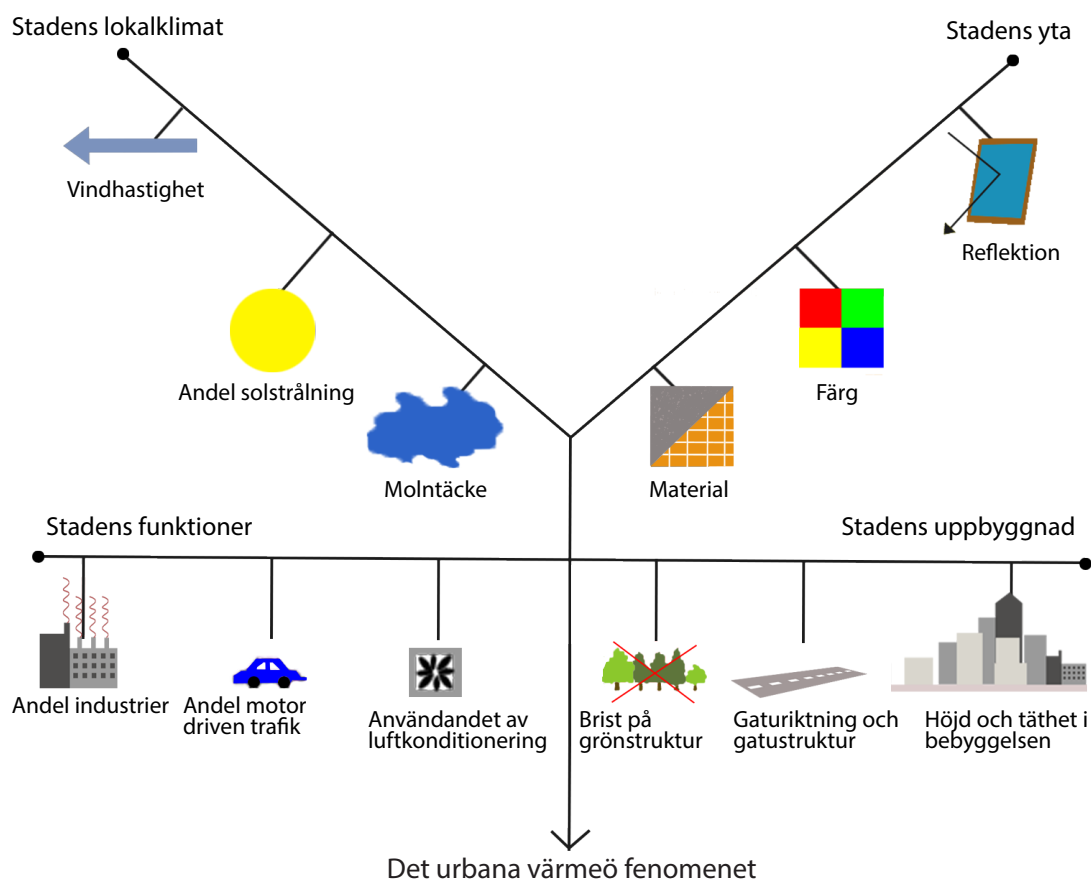 Stadens lokalklimat
Stadens yta
Vindhastighet
Reflektion
Andel solstrålning
Färg
Molntäcke
Material
Stadens funktioner
Stadens uppbyggnad
Andel industrier
Andel motor
driven trafik
Användandet av
luftkonditionering
Brist på
grönstruktur
Gaturiktning och
gatustruktur
Höjd och täthet i
bebyggelsen
Det urbana värmeö fenomenet